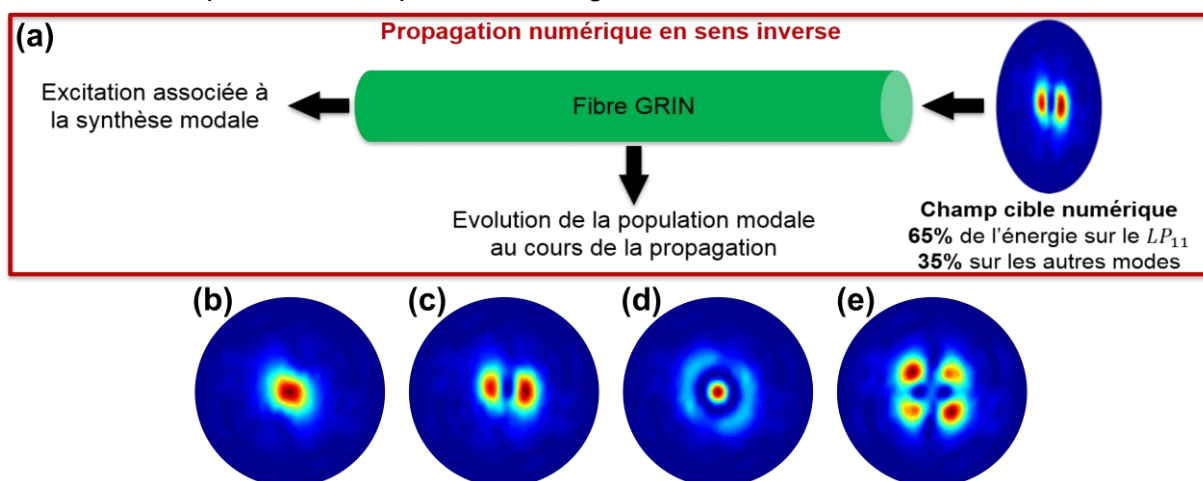 (a)
Propagation numérique en sens inverse
Excitation associée à
la synthèse modale
Fibre GRIN
Evolution de la population modale
au cours de la propagation
Champ cible numérique
65% de l’énergie sur le LP₁₁
35% sur les autres modes
(b) (c) (d) (e)